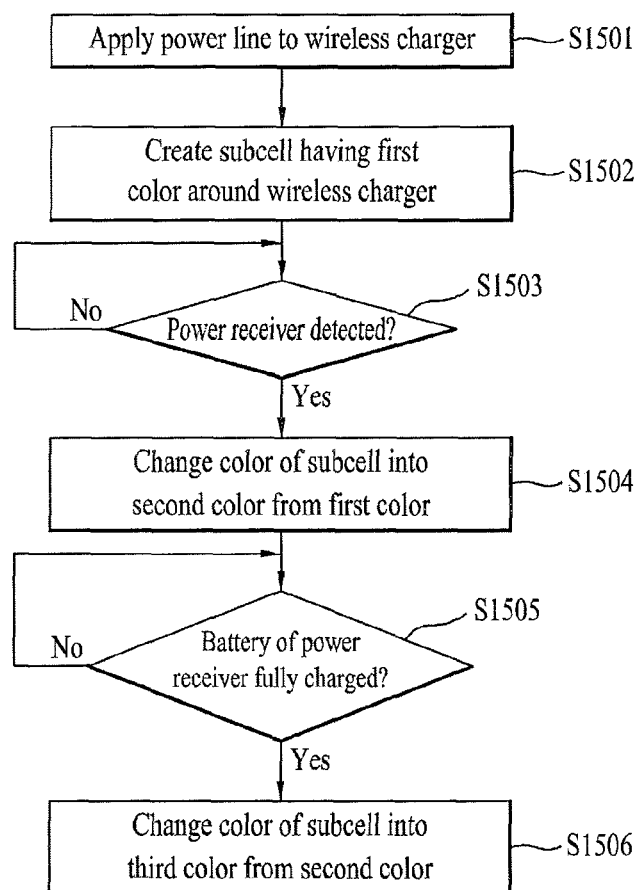 Apply power line to wireless charger
S1501
Create subcell having first
color around wireless charger
S1502
S1503
No
Power receiver detected?
Yes
Change color of subcell into
second color from first color
S1504
S1505
No
Battery of power
receiver fully charged?
Yes
Change color of subcell into
third color from second color
S1506